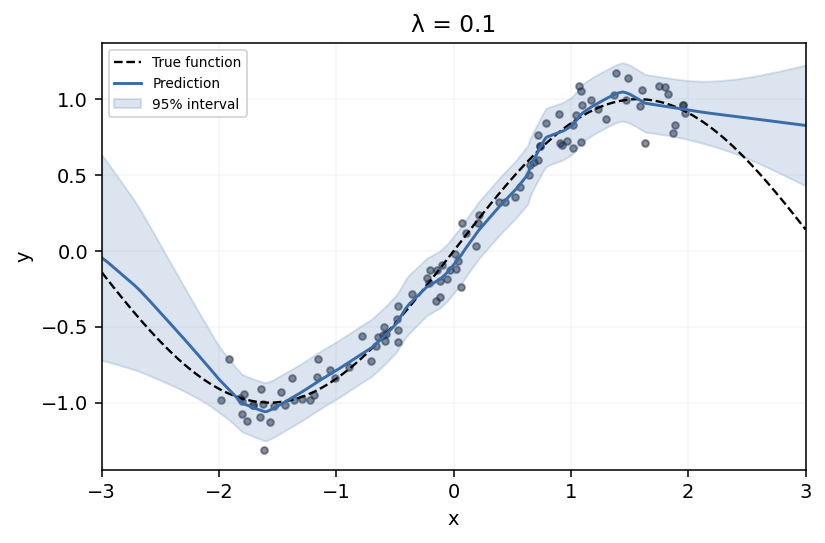 λ = 0.1
True function
Prediction
95% interval
y
1.0
0.5
0.0
−0.5
−1.0
−3 −2 −1 0 1 2 3
x